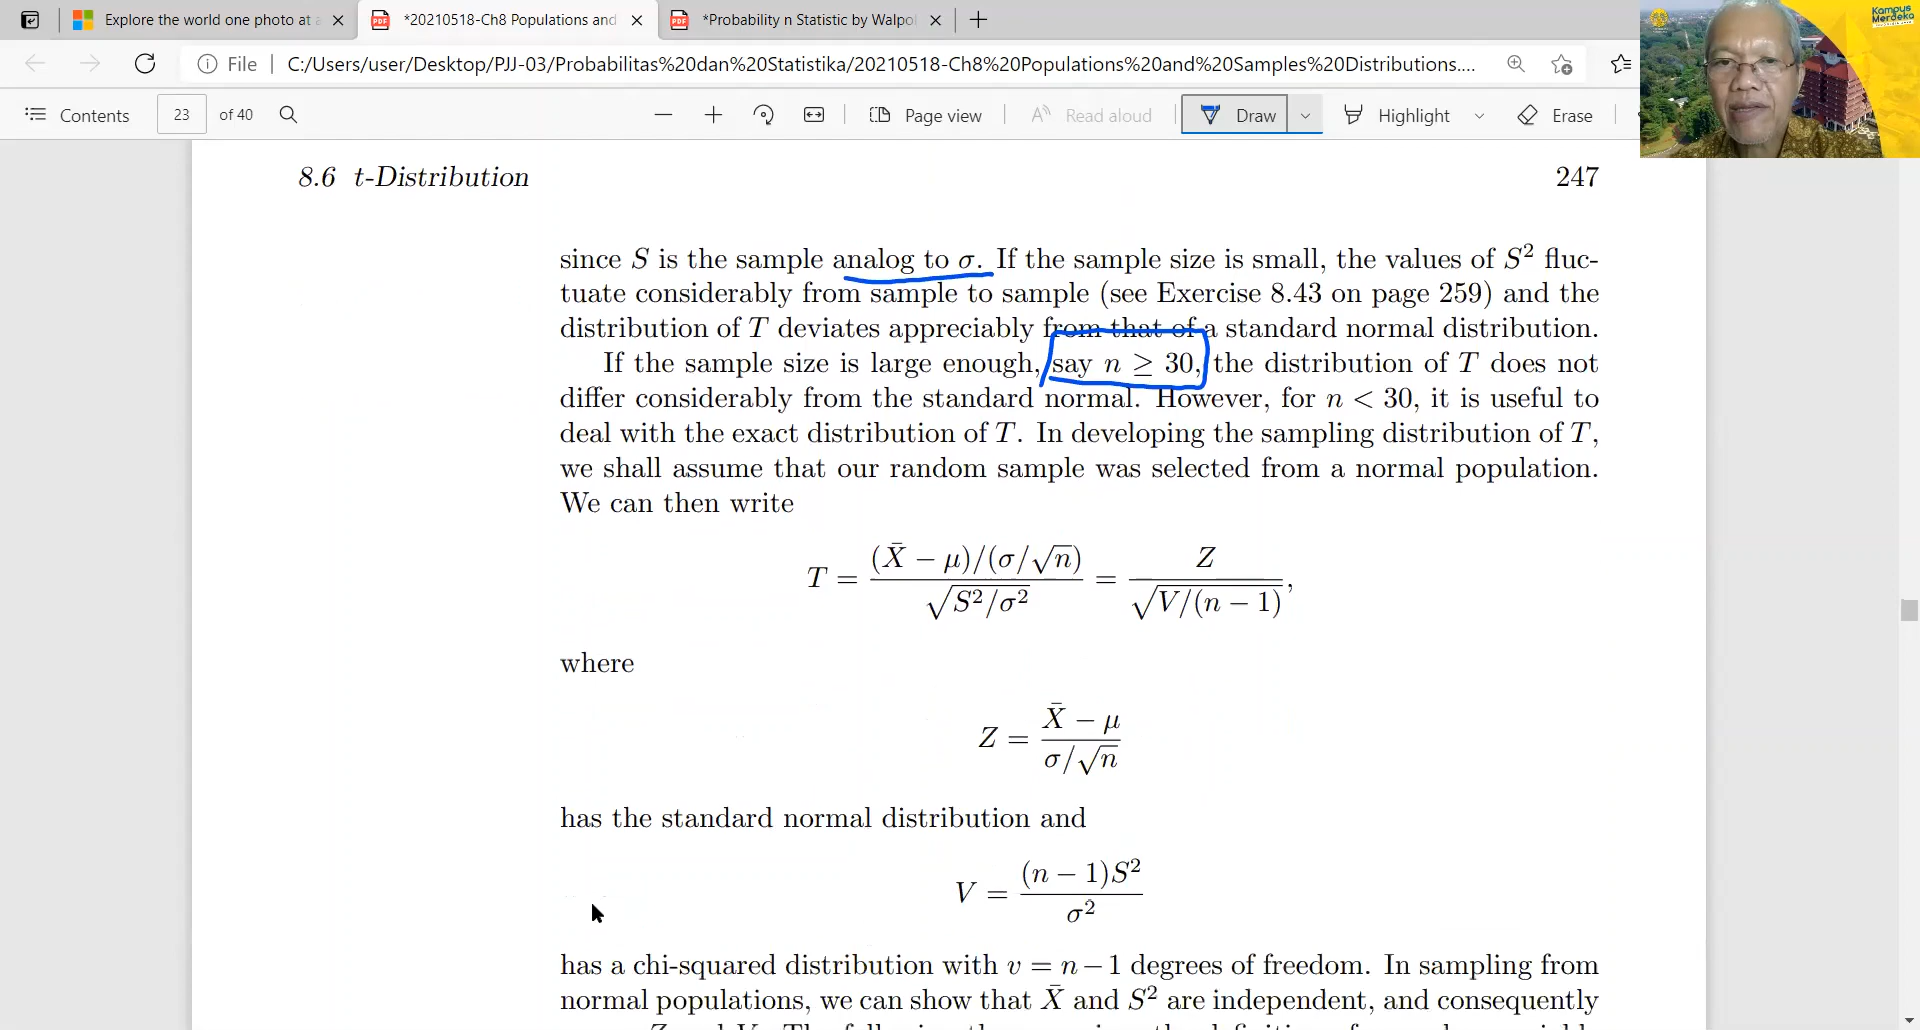 Explore the world one photo at a
*20210518-Ch8 Populations and
*Probability n Statistic by Walpol
File
C:/Users/user/Desktop/PJJ-03/Probabilitas%20dan%20Statistika/20210518-Ch8%20Populations%20and%20Samples%20Distributions....
Kampus
Merdeka
Contents
23 of 40
Page view
Read aloud
Draw
Highlight
Erase
8.6 t-Distribution 247
since S is the sample analog to σ. If the sample size is small, the values of S² fluc-
tuate considerably from sample to sample (see Exercise 8.43 on page 259) and the
distribution of T deviates appreciably from that of a standard normal distribution.
If the sample size is large enough, say n ≥ 30, the distribution of T does not
differ considerably from the standard normal. However, for n < 30, it is useful to
deal with the exact distribution of T. In developing the sampling distribution of T,
we shall assume that our random sample was selected from a normal population.
We can then write
T = (X̄ − μ)/(σ/√n) / √S²/σ² = Z / √V/(n − 1),
where
Z = X̄ − μ / σ/√n
has the standard normal distribution and
V = (n − 1)S² / σ²
has a chi-squared distribution with v = n − 1 degrees of freedom. In sampling from
normal populations, we can show that X̄ and S² are independent, and consequently